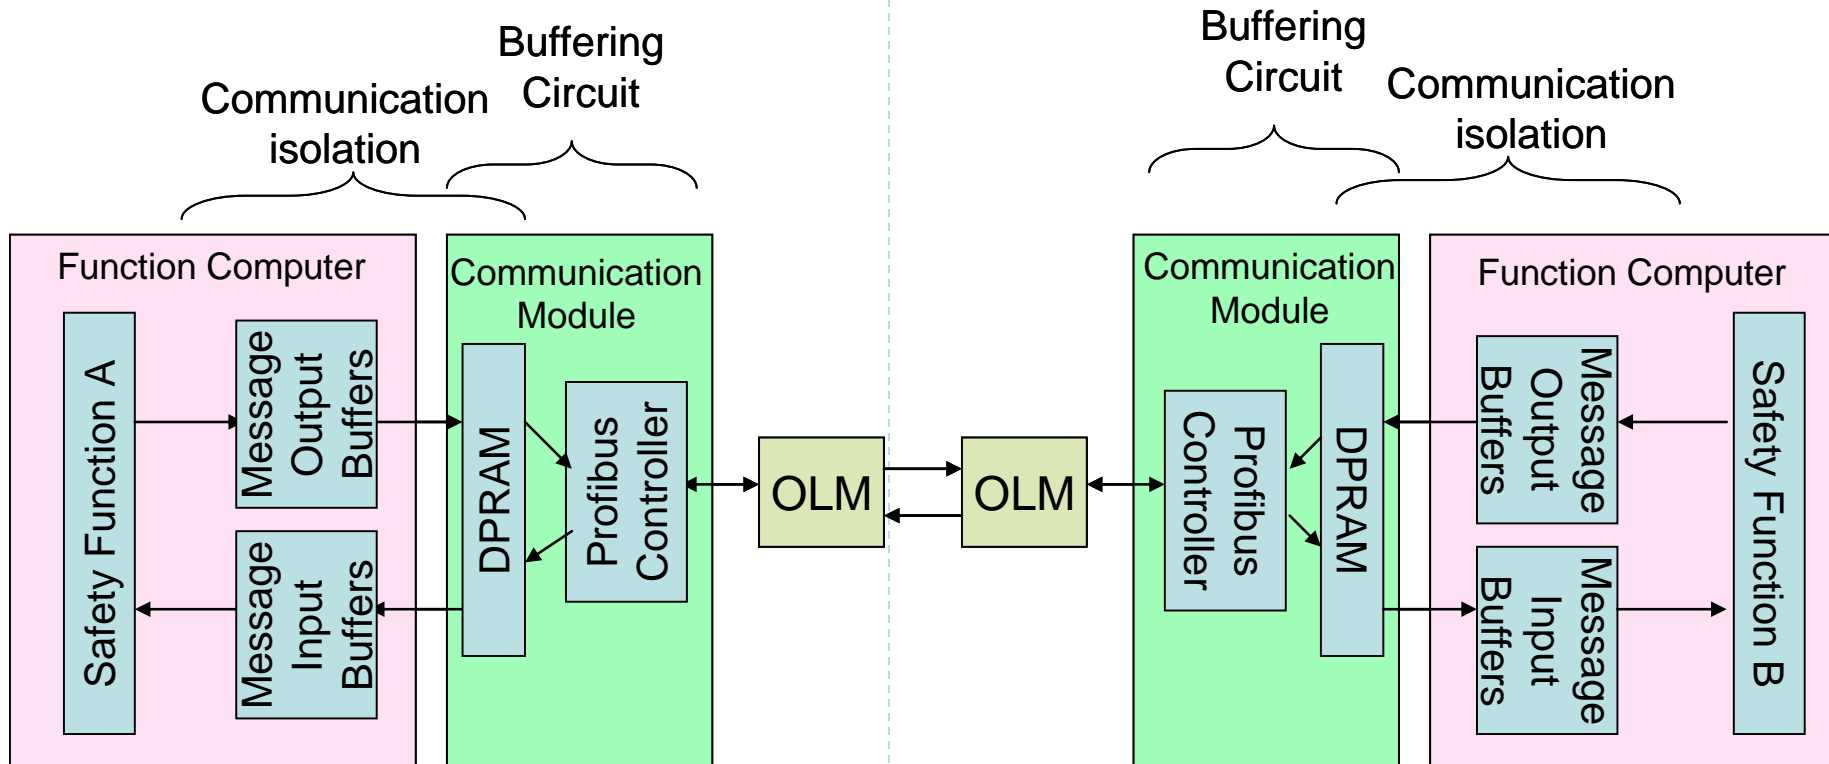 Buffering
Circuit
Communication
isolation
Function Computer
Safety Function A
Message
Output
Buffers
Message
Input
Buffers
Communication
Module
DPRAM
Profibus
Controller
OLM
OLM
Buffering
Circuit
Communication
isolation
Communication
Module
Profibus
Controller
DPRAM
Function Computer
Message
Output
Buffers
Message
Input
Buffers
Safety Function B